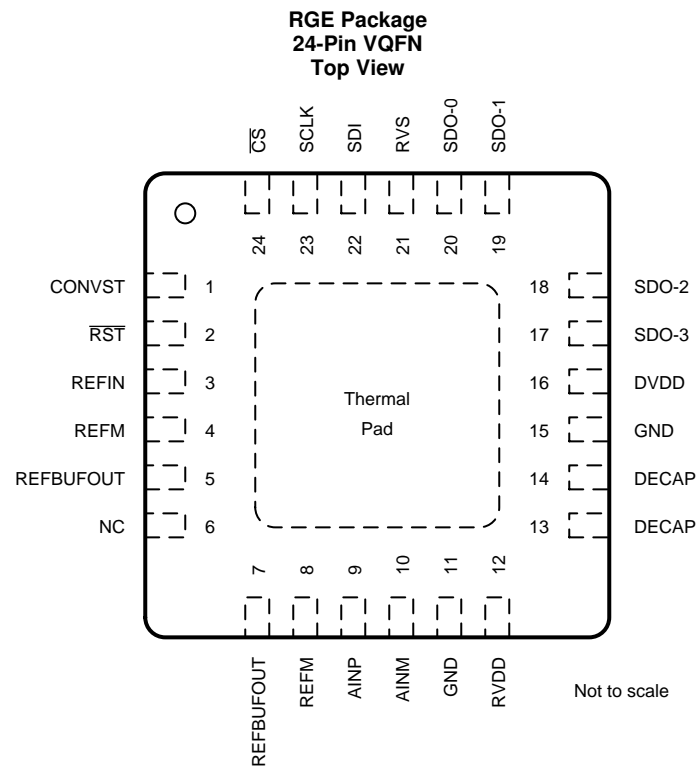 RGE Package
24-Pin VQFN
Top View
C̅S̅
SCLK
SDI
RVS
SDO-0
SDO-1
24
23
22
21
20
19
CONVST 1
R̅S̅T̅ 2
REFIN 3
REFM 4
REFBUFOUT 5
NC 6
Thermal
Pad
18 SDO-2
17 SDO-3
16 DVDD
15 GND
14 DECAP
13 DECAP
7
8
9
10
11
12
REFBUFOUT
REFM
AINP
AINM
GND
RVDD
Not to scale